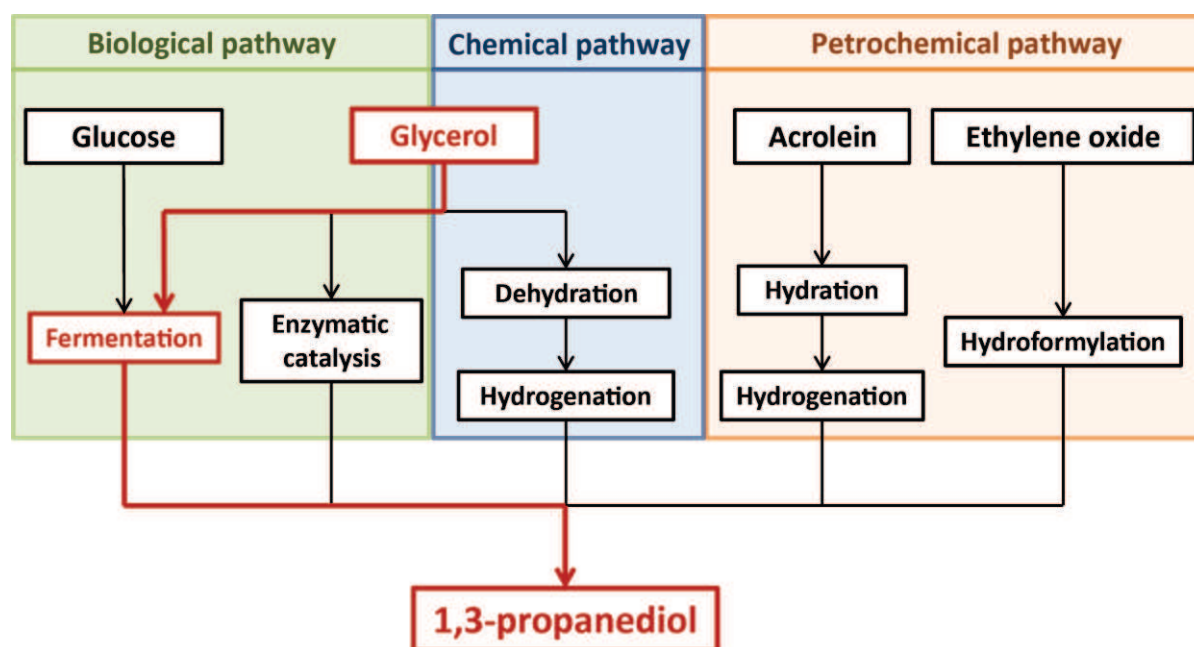 Biological pathway
Chemical pathway
Petrochemical pathway
Glucose
Glycerol
Acrolein
Ethylene oxide
Dehydration
Hydration
Fermentation
Enzymatic
catalysis
Hydroformylation
Hydrogenation
Hydrogenation
1,3-propanediol